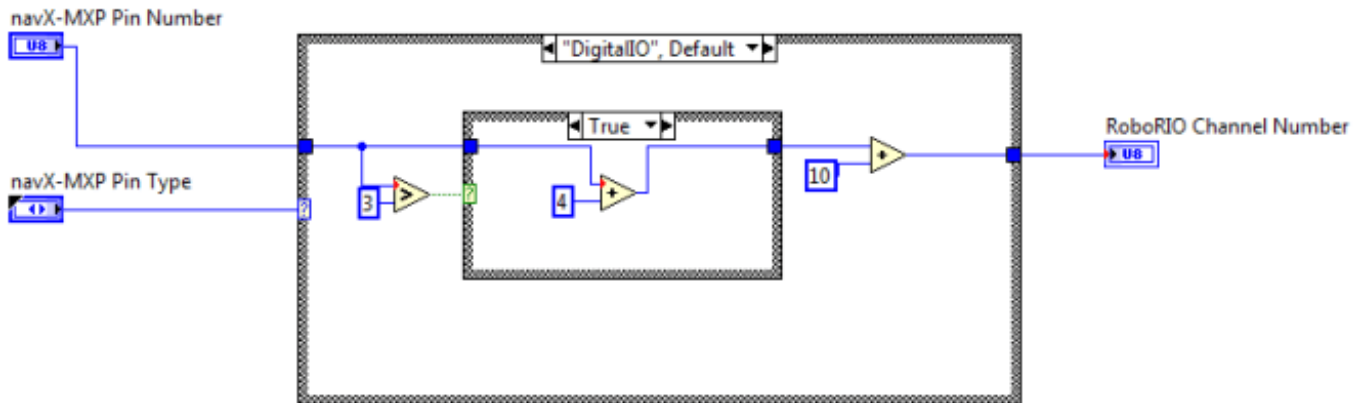 navX-MXP Pin Number
U8
"DigitalIO", Default
True
RoboRIO Channel Number
U8
navX-MXP Pin Type
?
3
>
?
4
+
10
+